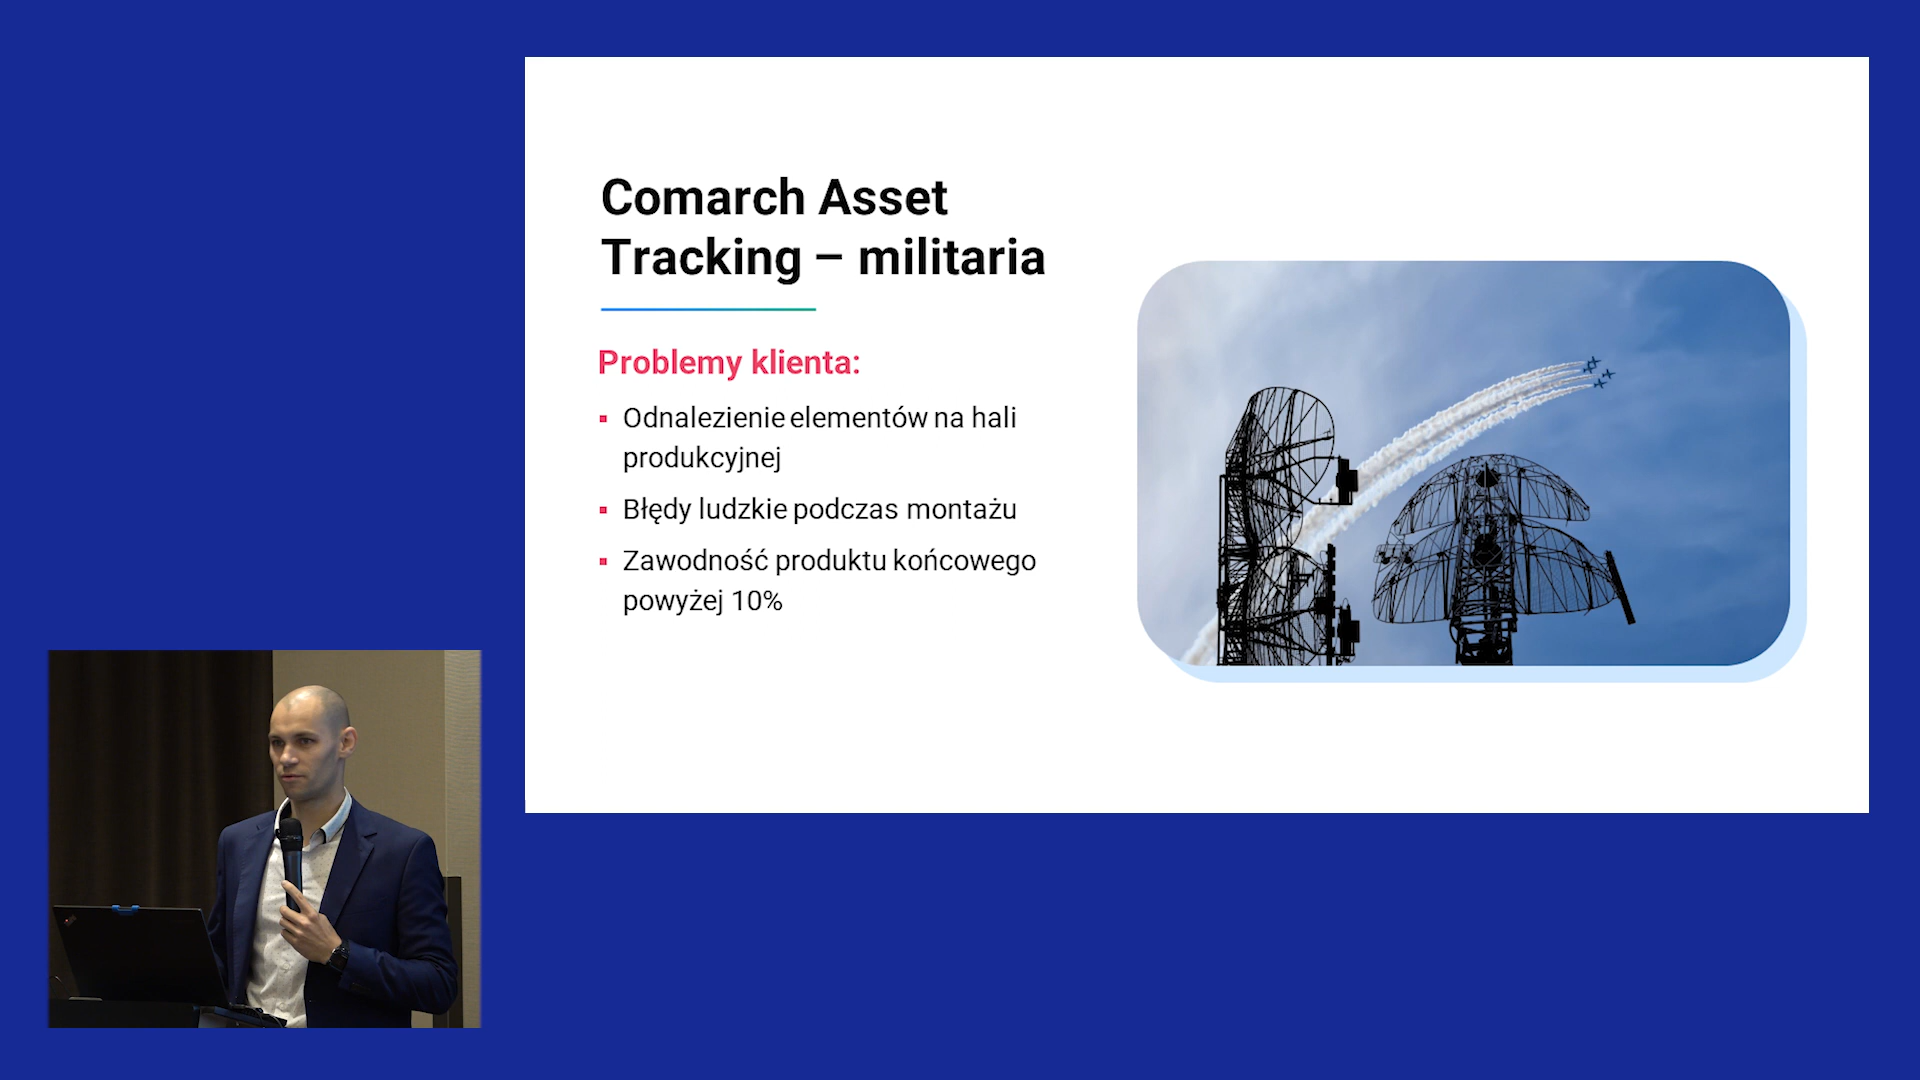 Comarch Asset
Tracking – militaria
Problemy klienta:
Odnalezienie elementów na hali
produkcyjnej
Błędy ludzkie podczas montażu
Zawodność produktu końcowego
powyżej 10%